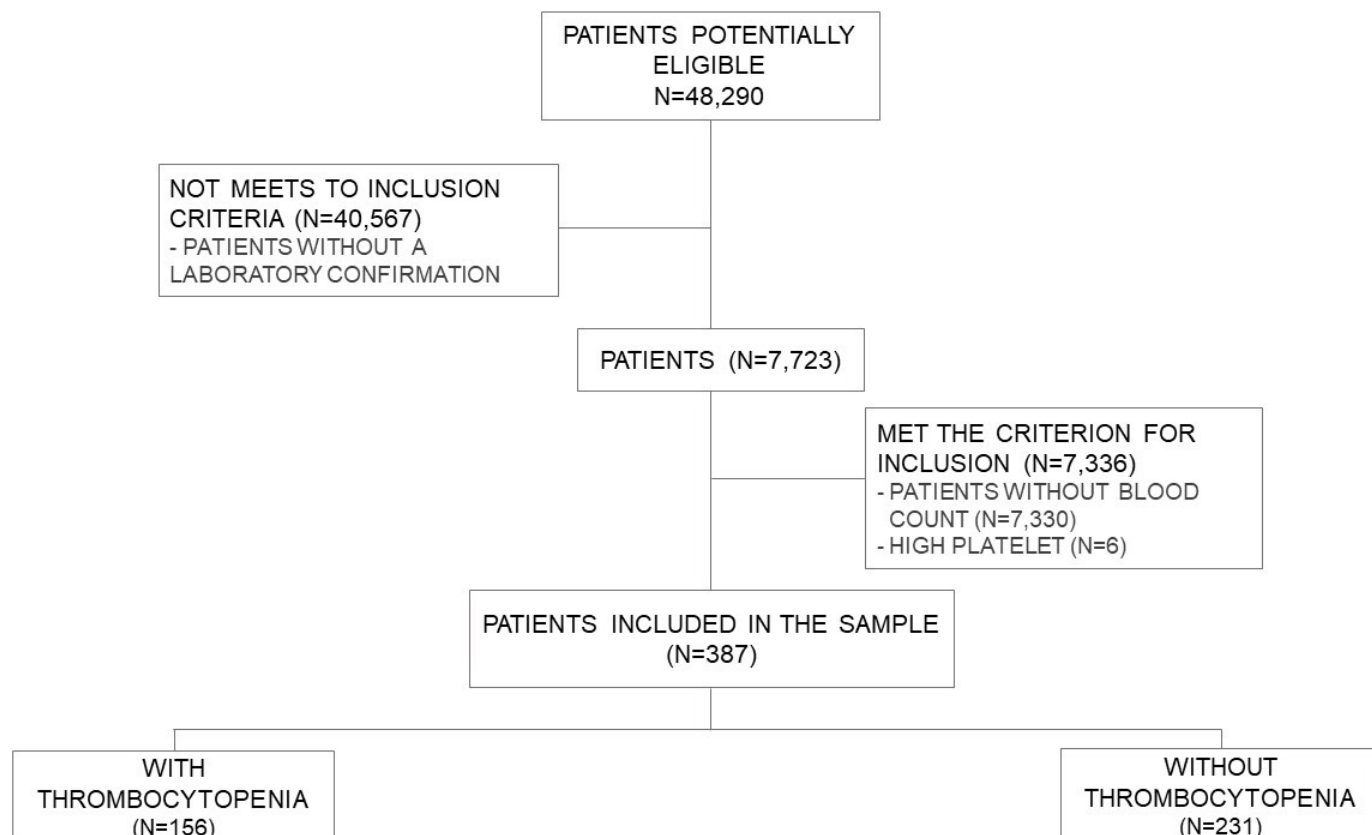 PATIENTS POTENTIALLY
ELIGIBLE
N=48,290
NOT MEETS TO INCLUSION
CRITERIA (N=40,567)
- PATIENTS WITHOUT A
LABORATORY CONFIRMATION
PATIENTS (N=7,723)
MET THE CRITERION FOR
INCLUSION (N=7,336)
- PATIENTS WITHOUT BLOOD
COUNT (N=7,330)
- HIGH PLATELET (N=6)
PATIENTS INCLUDED IN THE SAMPLE
(N=387)
WITH
THROMBOCYTOPENIA
(N=156)
WITHOUT
THROMBOCYTOPENIA
(N=231)